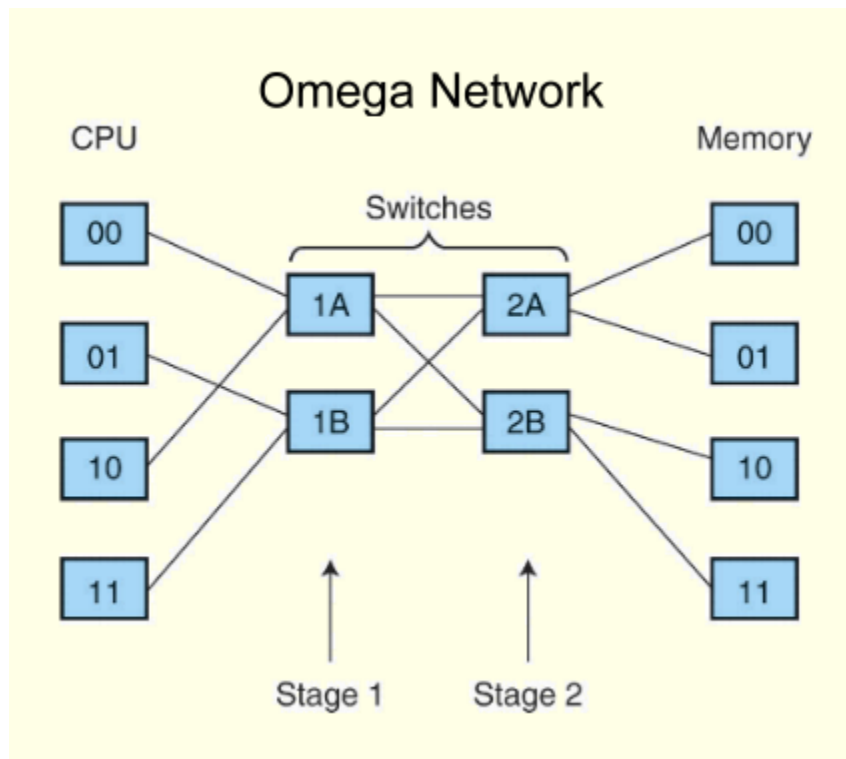 Omega Network
CPU
Memory
Switches
00
00
1A
2A
01
01
1B
2B
10
10
11
11
Stage 1
Stage 2